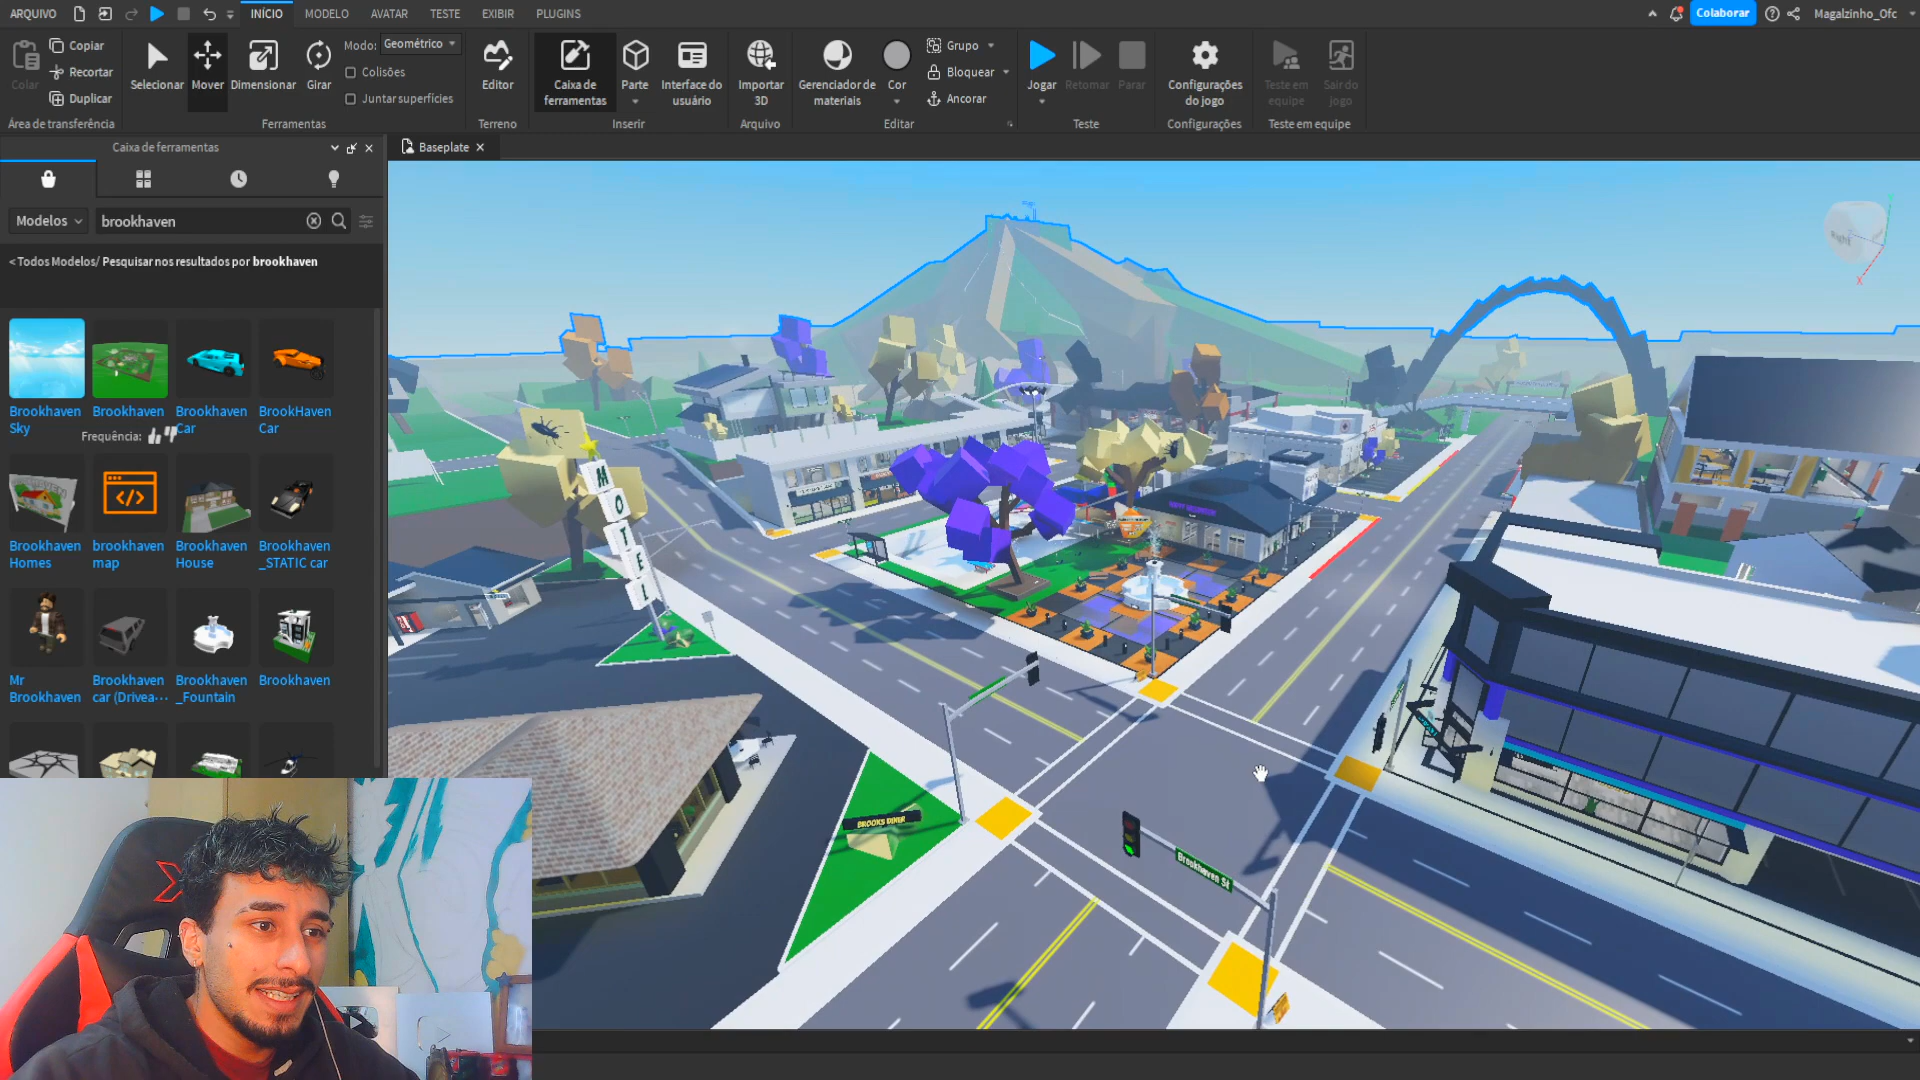 ARQUIVO
INÍCIO MODELO AVATAR TESTE EXIBIR PLUGINS
Colaborar
Magalzinho_Ofc
Colar
Copiar
Recortar
Duplicar
Área de transferência
Selecionar
Mover
Dimensionar
Girar
Modo: Geométrico
Colisões
Juntar superfícies
Ferramentas
Editor
Terreno
Caixa de
ferramentas
Parte
Interface do
usuário
Inserir
Importar
3D
Arquivo
Gerenciador de
materiais
Cor
Grupo
Bloquear
Ancorar
Editar
Jogar
Retomar
Parar
Teste
Configurações
do jogo
Configurações
Teste em
equipe
Sair do
jogo
Teste em equipe
Caixa de ferramentas
Baseplate
Modelos
brookhaven
< Todos Modelos/ Pesquisar nos resultados por brookhaven
Brookhaven
Sky
Brookhaven
Brookhaven
Car
BrookHaven
Car
Frequência:
Brookhaven
Homes
brookhaven
map
Brookhaven
House
Brookhaven
_STATIC car
Mr
Brookhaven
Brookhaven
car (Drivea···
Brookhaven
_Fountain
Brookhaven
MOTEL
BROOKS DINER
Brookhaven St
Right
X